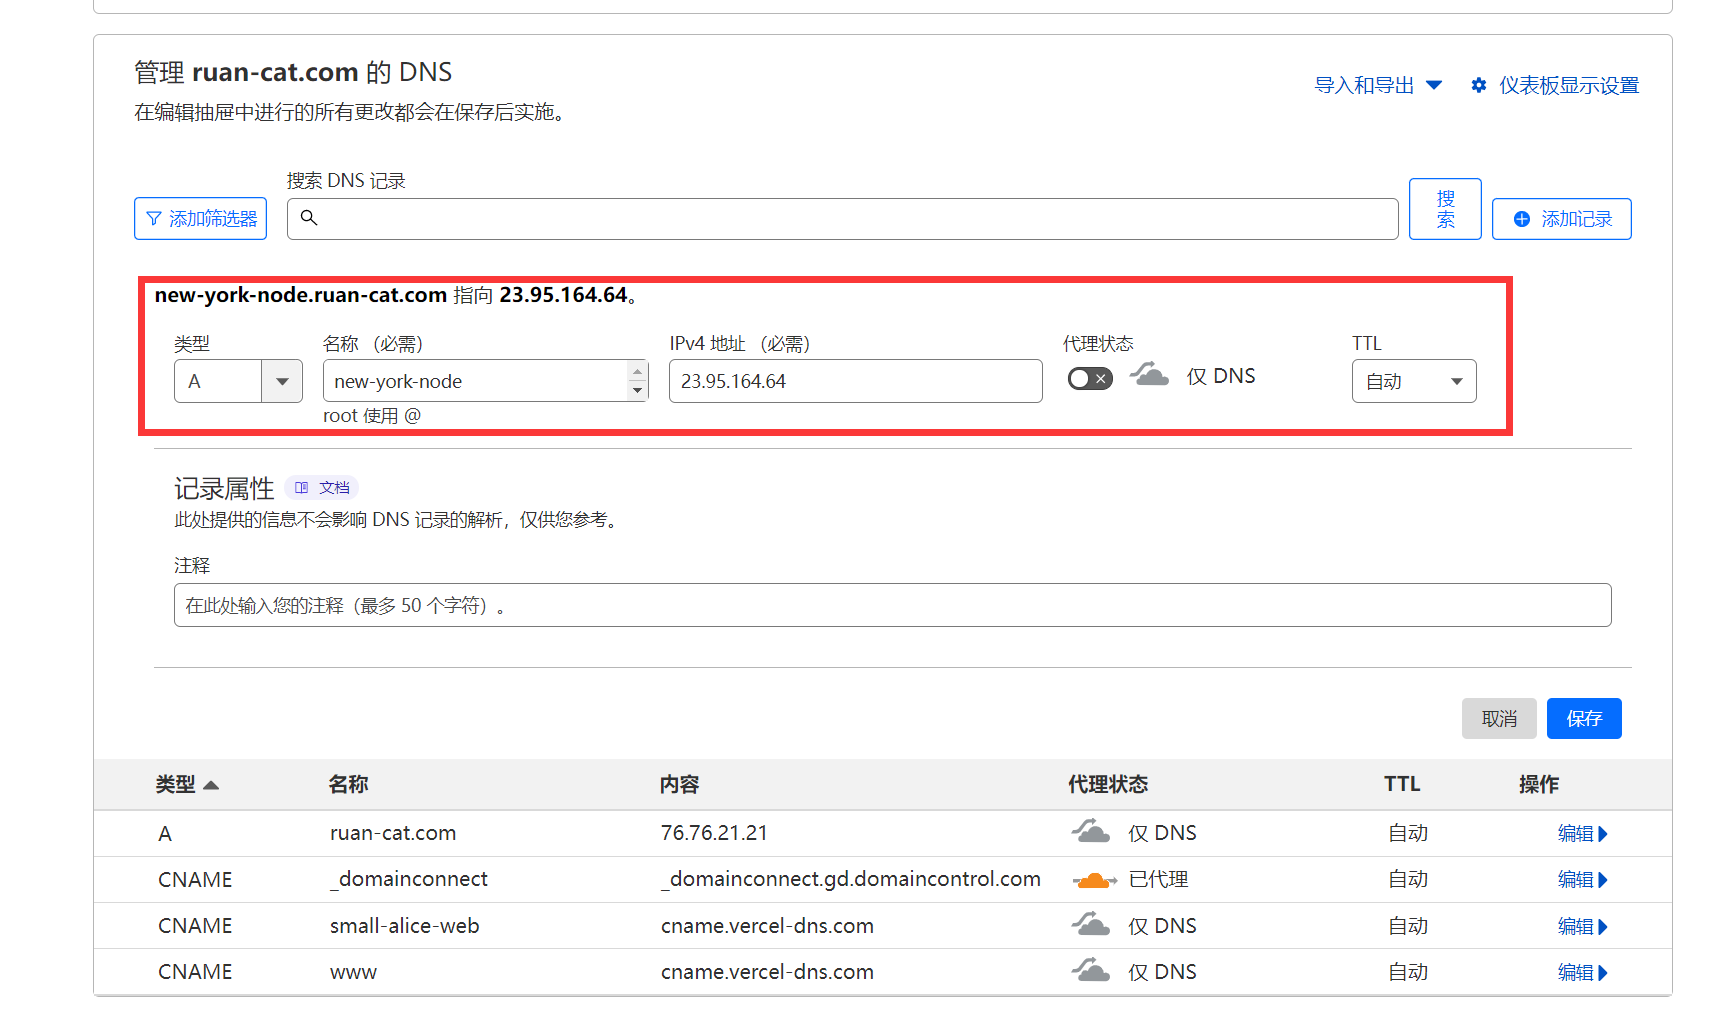 管理 ruan-cat.com 的 DNS
导入和导出
仪表板显示设置
在编辑抽屉中进行的所有更改都会在保存后实施。
搜索 DNS 记录
添加筛选器
搜
索
添加记录
new-york-node.ruan-cat.com 指向 23.95.164.64。
类型
名称 （必需）
IPv4 地址 （必需）
代理状态
TTL
A
new-york-node
23.95.164.64
仅 DNS
自动
root 使用 @
记录属性
文档
此处提供的信息不会影响 DNS 记录的解析，仅供您参考。
注释
在此处输入您的注释（最多 50 个字符）。
取消
保存
类型 名称 内容 代理状态 TTL 操作
A ruan-cat.com 76.76.21.21 仅 DNS 自动 编辑
CNAME _domainconnect _domainconnect.gd.domaincontrol.com 已代理 自动 编辑
CNAME small-alice-web cname.vercel-dns.com 仅 DNS 自动 编辑
CNAME www cname.vercel-dns.com 仅 DNS 自动 编辑